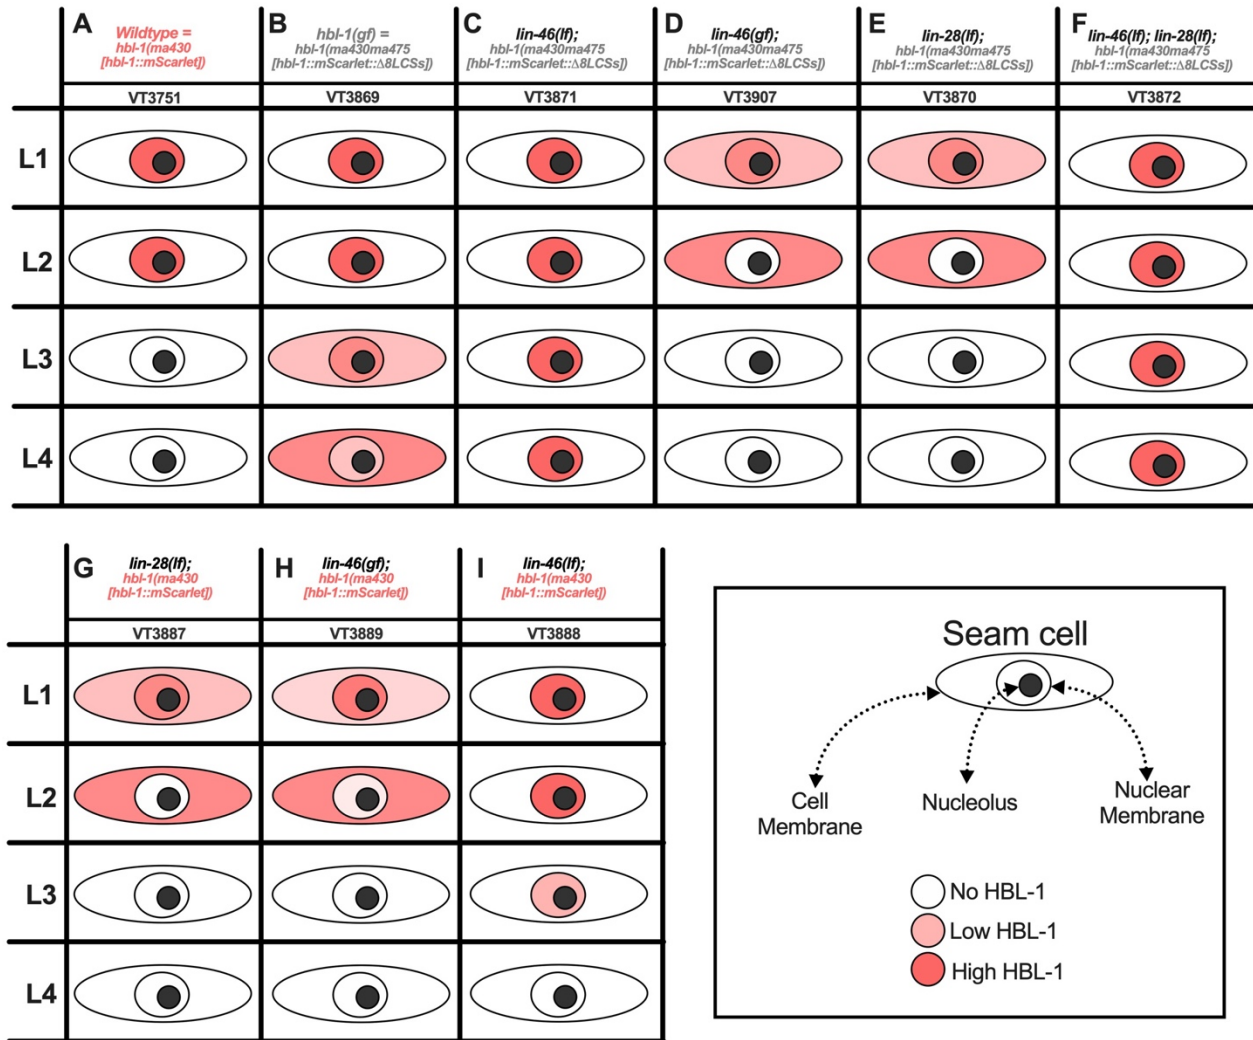 A
Wildtype =
hbl-1(ma430
[hbl-1::mScarlet])
VT3751
B
hbl-1(gf) =
hbl-1(ma430ma475
[hbl-1::mScarlet::Δ8LCSs])
VT3869
C
lin-46(lf);
hbl-1(ma430ma475
[hbl-1::mScarlet::Δ8LCSs])
VT3871
D
lin-46(gf);
hbl-1(ma430ma475
[hbl-1::mScarlet::Δ8LCSs])
VT3907
E
lin-28(lf);
hbl-1(ma430ma475
[hbl-1::mScarlet::Δ8LCSs])
VT3870
F
lin-46(lf); lin-28(lf);
hbl-1(ma430ma475
[hbl-1::mScarlet::Δ8LCSs])
VT3872
L1
L2
L3
L4
G
lin-28(lf);
hbl-1(ma430
[hbl-1::mScarlet])
VT3887
H
lin-46(gf);
hbl-1(ma430
[hbl-1::mScarlet])
VT3889
I
lin-46(lf);
hbl-1(ma430
[hbl-1::mScarlet])
VT3888
L1
L2
L3
L4
Seam cell
Cell
Membrane
Nucleolus
Nuclear
Membrane
No HBL-1
Low HBL-1
High HBL-1